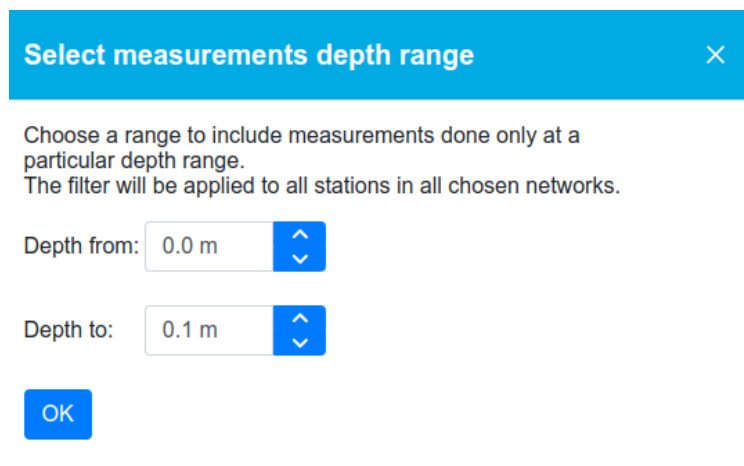 Select measurements depth range
Choose a range to include measurements done only at a
particular depth range.
The filter will be applied to all stations in all chosen networks.
Depth from: 0.0 m
Depth to: 0.1 m
OK